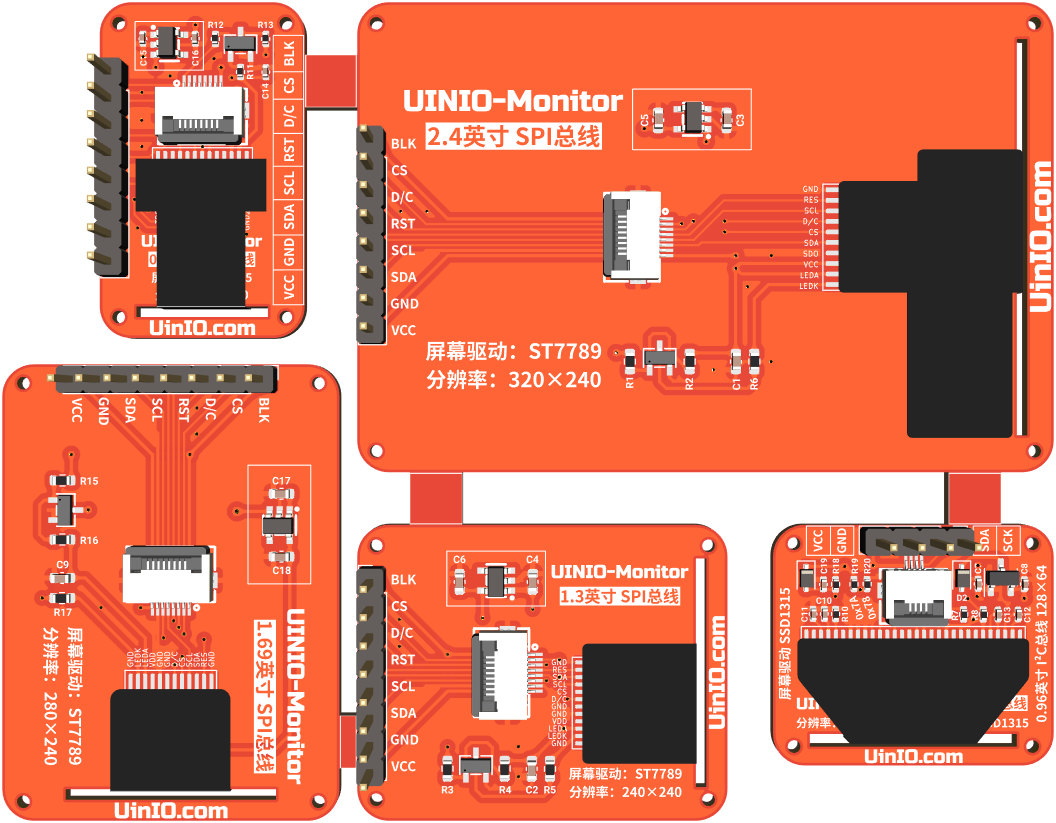 R12
R13
C15
C16
R11
C14
BLK
CS
D/C
RST
SCL
SDA
GND
VCC
UinIO.com
UINIO-Monitor
2.4英寸 SPI总线
C5
C3
BLK
CS
D/C
RST
SCL
SDA
GND
VCC
GND
RES
SCL
D/C
CS
SDA
SDO
VCC
LEDA
LEDK
屏幕驱动：ST7789
分辨率：320×240
R1
R2
C1
R6
UinIO.com
VCC
GND
SDA
SCL
RST
D/C
CS
BLK
R15
R16
C9
R17
C17
C18
UINIO-Monitor
1.69英寸 SPI总线
屏幕驱动：ST7789
分辨率：280×240
UinIO.com
C6
C4
UINIO-Monitor
1.3英寸 SPI总线
BLK
CS
D/C
RST
SCL
SDA
GND
VCC
GND
RES
SCL
SDA
CS
D/C
GND
GND
VDD
LEDA
LEDK
GND
R3
R4
C2
R5
屏幕驱动：ST7789
分辨率：240×240
UinIO.com
VCC
GND
SDA
SCK
C19
R18
R19
R20
C8
C10
C11
R10
0x7A
0x78
D2
R7
R8
C13
C12
屏幕驱动 SSD1315
0.96英寸 I²C总线 128×64
UinIO.com